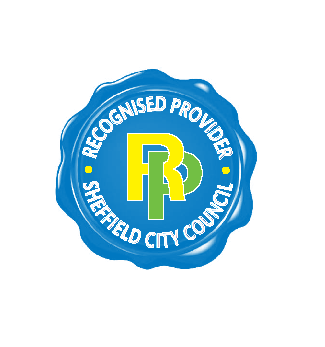 RECOGNISED PROVIDER
RP
SHEFFIELD CITY COUNCIL